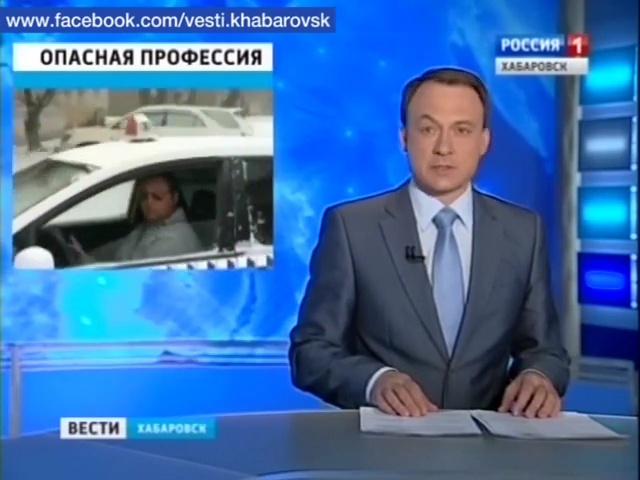 www.facebook.com/vesti.khabarovsk
ОПАСНАЯ ПРОФЕССИЯ
РОССИЯ 1
ХАБАРОВСК
ВЕСТИ ХАБАРОВСК